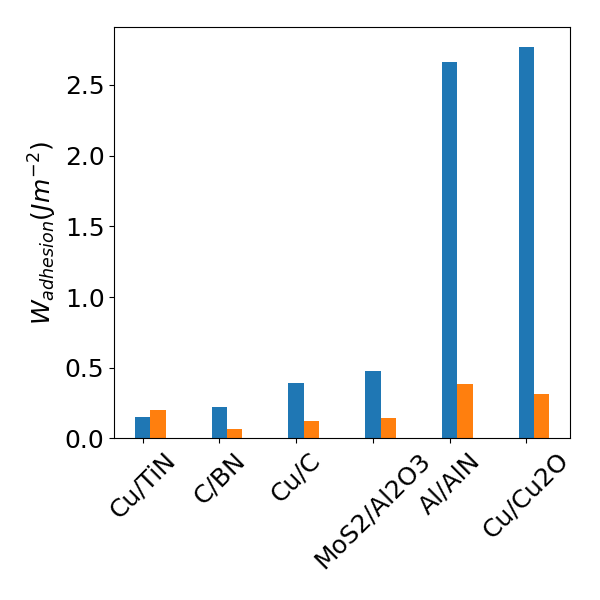 W_adhesion(Jm^−2)
2.5
2.0
1.5
1.0
0.5
0.0
Cu/TiN
C/BN
Cu/C
MoS2/Al2O3
Al/AlN
Cu/Cu2O